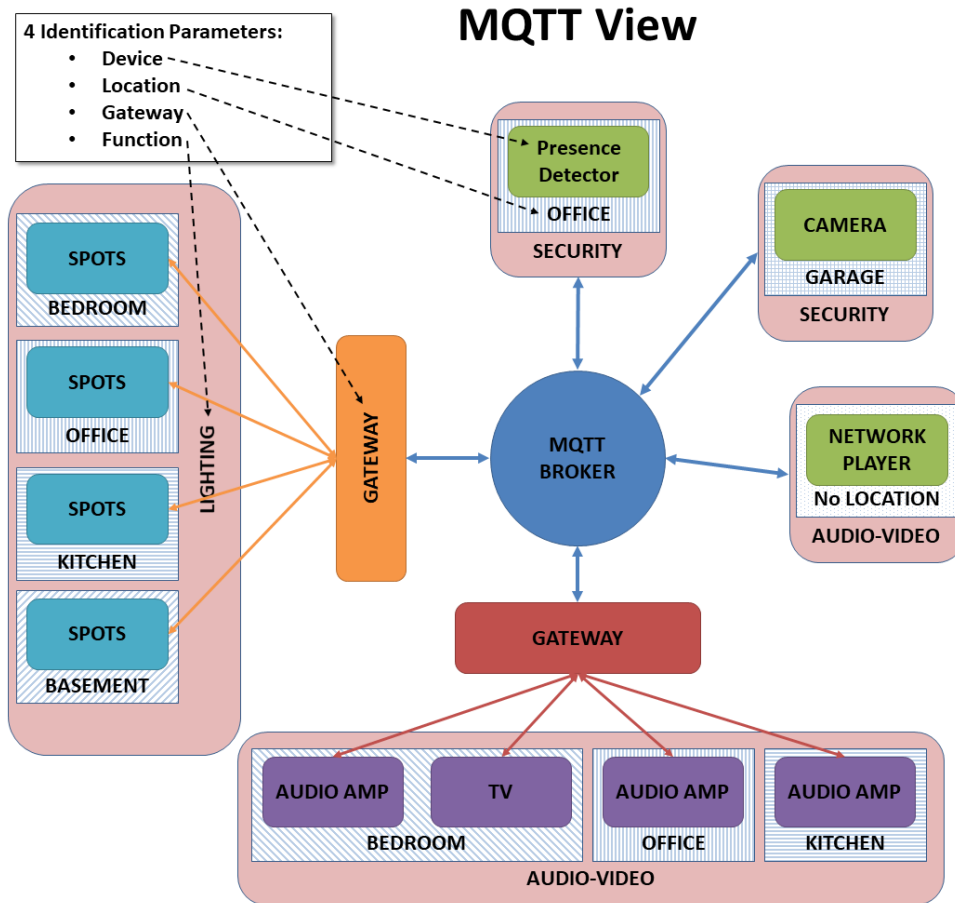 MQTT View
4 Identification Parameters:
• Device
• Location
• Gateway
• Function
Presence
Detector
OFFICE
SECURITY
CAMERA
GARAGE
SECURITY
SPOTS
BEDROOM
SPOTS
OFFICE
SPOTS
KITCHEN
SPOTS
BASEMENT
LIGHTING
GATEWAY
MQTT
BROKER
NETWORK
PLAYER
No LOCATION
AUDIO-VIDEO
GATEWAY
AUDIO AMP
TV
BEDROOM
AUDIO AMP
OFFICE
AUDIO AMP
KITCHEN
AUDIO-VIDEO